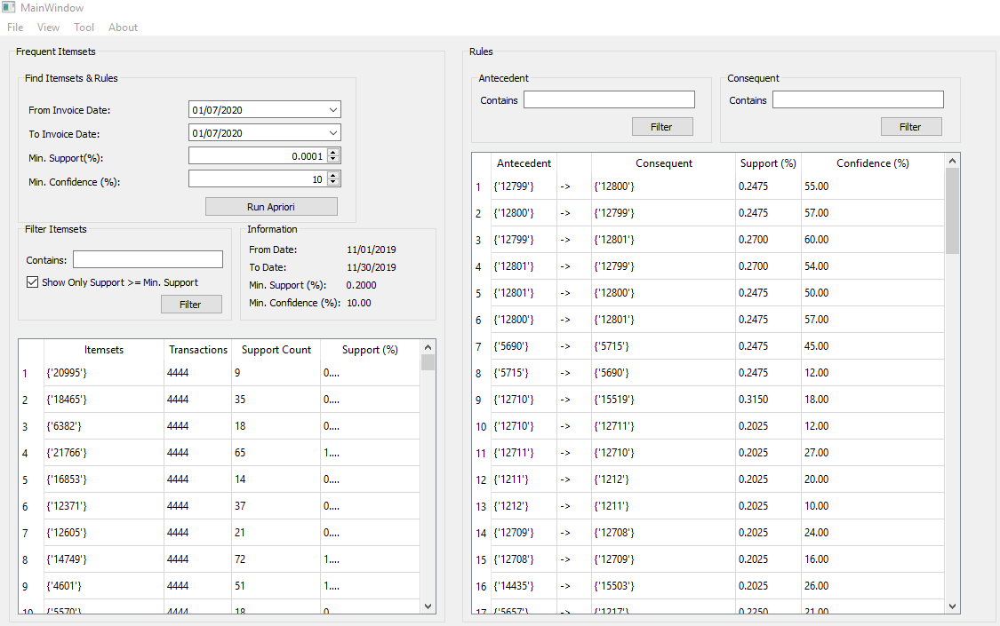 MainWindow
File View Tool About
Frequent Itemsets
Find Itemsets & Rules
From Invoice Date: 01/07/2020
To Invoice Date: 01/07/2020
Min. Support(%): 0.0001
Min. Confidence (%): 10
Run Apriori
Filter Itemsets
Contains:
Show Only Support >= Min. Support
Filter
Information
From Date: 11/01/2019
To Date: 11/30/2019
Min. Support (%): 0.2000
Min. Confidence (%): 10.00
Itemsets Transactions Support Count Support (%)
1 {'20995'} 4444 9 0....
2 {'18465'} 4444 35 0....
3 {'6382'} 4444 18 0....
4 {'21766'} 4444 65 1....
5 {'16853'} 4444 14 0....
6 {'12371'} 4444 37 0....
7 {'12605'} 4444 21 0....
8 {'14749'} 4444 72 1....
9 {'4601'} 4444 51 1....
10 {'5570'} 4444 18 0....
Rules
Antecedent
Contains
Filter
Consequent
Contains
Filter
Antecedent Consequent Support (%) Confidence (%)
1 {'12799'} -> {'12800'} 0.2475 55.00
2 {'12800'} -> {'12799'} 0.2475 57.00
3 {'12799'} -> {'12801'} 0.2700 60.00
4 {'12801'} -> {'12799'} 0.2700 54.00
5 {'12801'} -> {'12800'} 0.2475 50.00
6 {'12800'} -> {'12801'} 0.2475 57.00
7 {'5690'} -> {'5715'} 0.2475 45.00
8 {'5715'} -> {'5690'} 0.2475 12.00
9 {'12710'} -> {'15519'} 0.3150 18.00
10 {'12710'} -> {'12711'} 0.2025 12.00
11 {'12711'} -> {'12710'} 0.2025 27.00
12 {'1211'} -> {'1212'} 0.2025 20.00
13 {'1212'} -> {'1211'} 0.2025 10.00
14 {'12709'} -> {'12708'} 0.2025 24.00
15 {'12708'} -> {'12709'} 0.2025 16.00
16 {'14435'} -> {'15503'} 0.2025 26.00
17 {'5657'} -> {'1217'} 0.2250 21.00